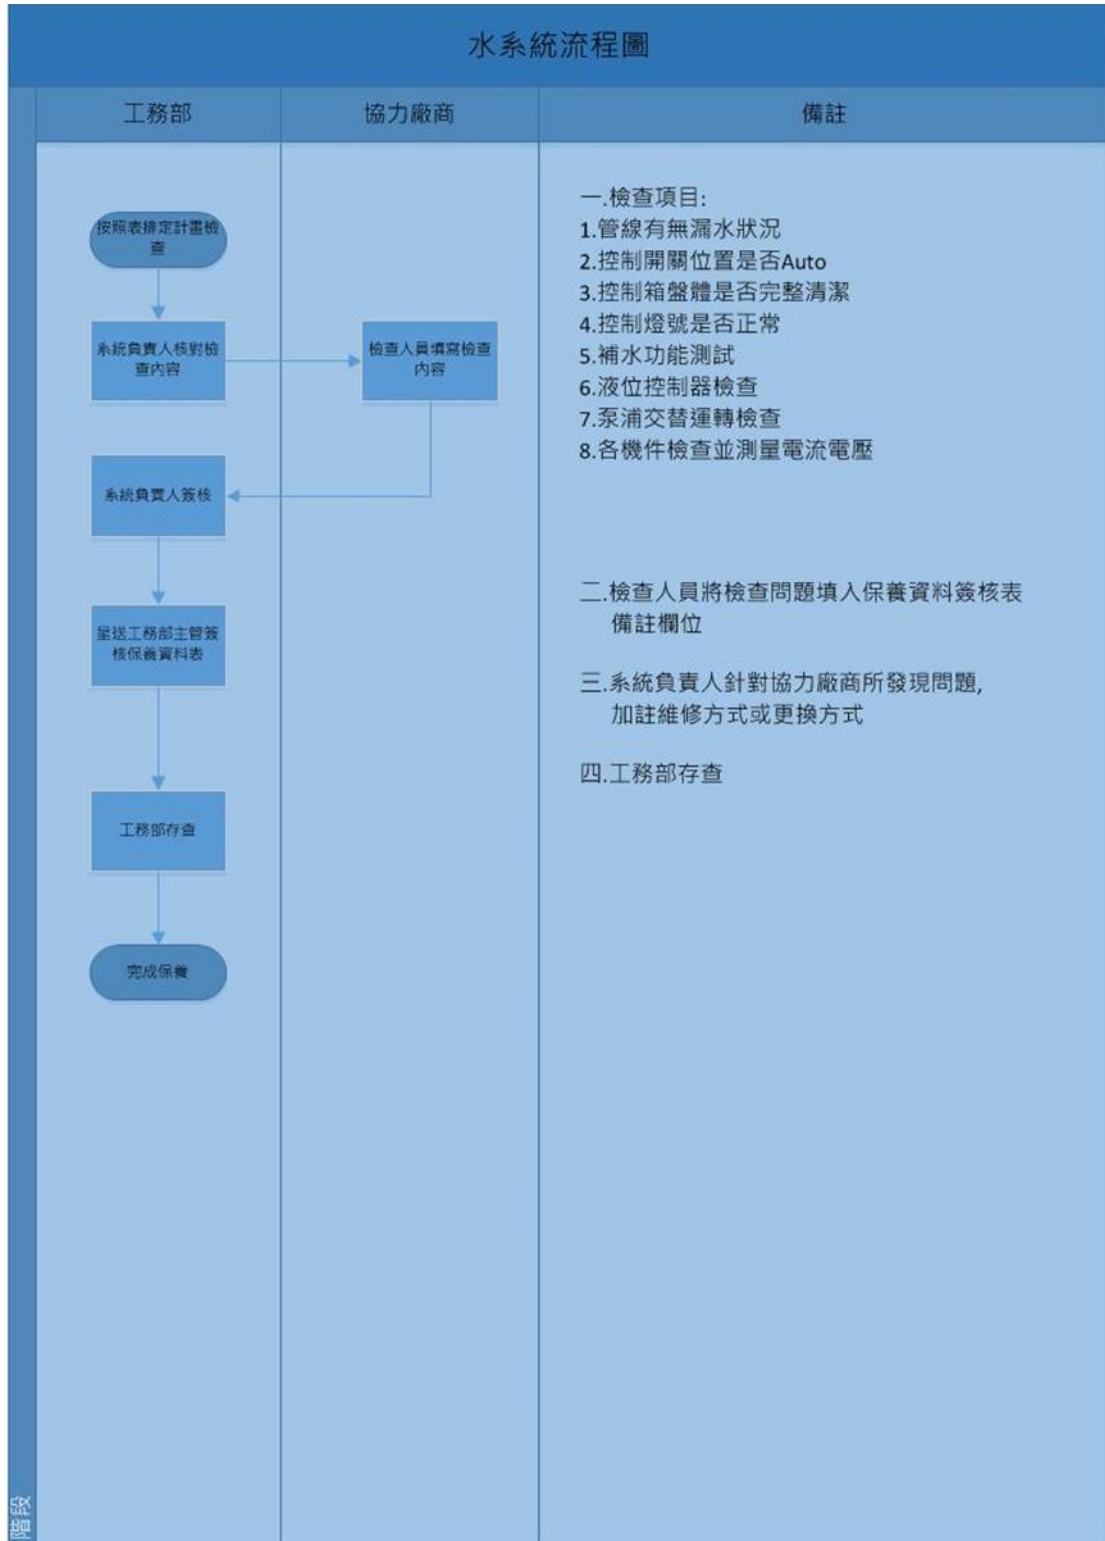 水系統流程圖
工務部
協力廠商
備註
按照表排定計畫檢
查
系統負責人核對檢
查內容
檢查人員填寫檢查
內容
系統負責人簽核
呈送工務部主管簽
核保養資料表
工務部存查
完成保養
一.檢查項目:
1.管線有無漏水狀況
2.控制開關位置是否Auto
3.控制箱盤體是否完整清潔
4.控制燈號是否正常
5.補水功能測試
6.液位控制器檢查
7.泵浦交替運轉檢查
8.各機件檢查並測量電流電壓
二.檢查人員將檢查問題填入保養資料簽核表
備註欄位
三.系統負責人針對協力廠商所發現問題,
加註維修方式或更換方式
四.工務部存查
階段